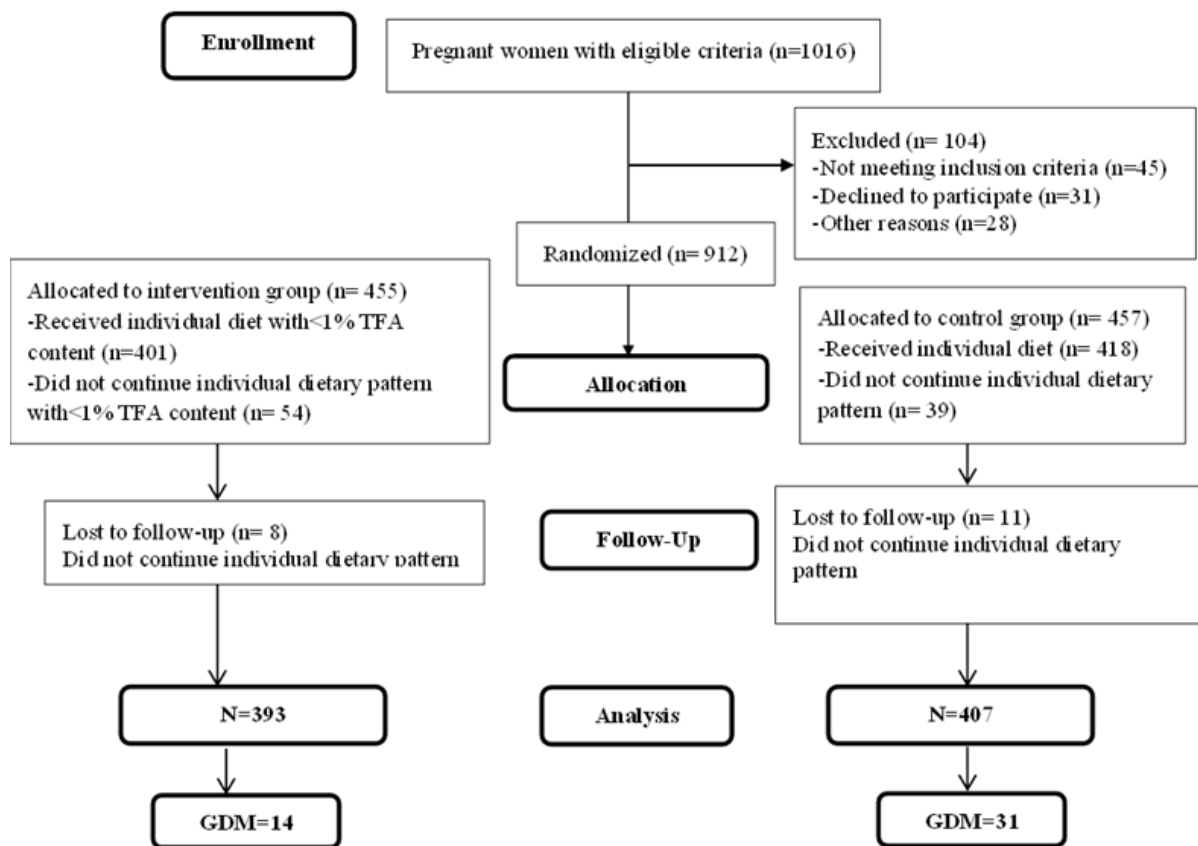 Enrollment
Pregnant women with eligible criteria (n=1016)
Excluded (n= 104)
-Not meeting inclusion criteria (n=45)
-Declined to participate (n=31)
-Other reasons (n=28)
Randomized (n= 912)
Allocated to intervention group (n= 455)
-Received individual diet with<1% TFA
content (n=401)
-Did not continue individual dietary pattern
with<1% TFA content (n= 54)
Allocation
Allocated to control group (n= 457)
-Received individual diet (n= 418)
-Did not continue individual dietary
pattern (n= 39)
Lost to follow-up (n= 8)
Did not continue individual dietary pattern
Follow-Up
Lost to follow-up (n= 11)
Did not continue individual dietary
pattern
N=393
Analysis
N=407
GDM=14
GDM=31